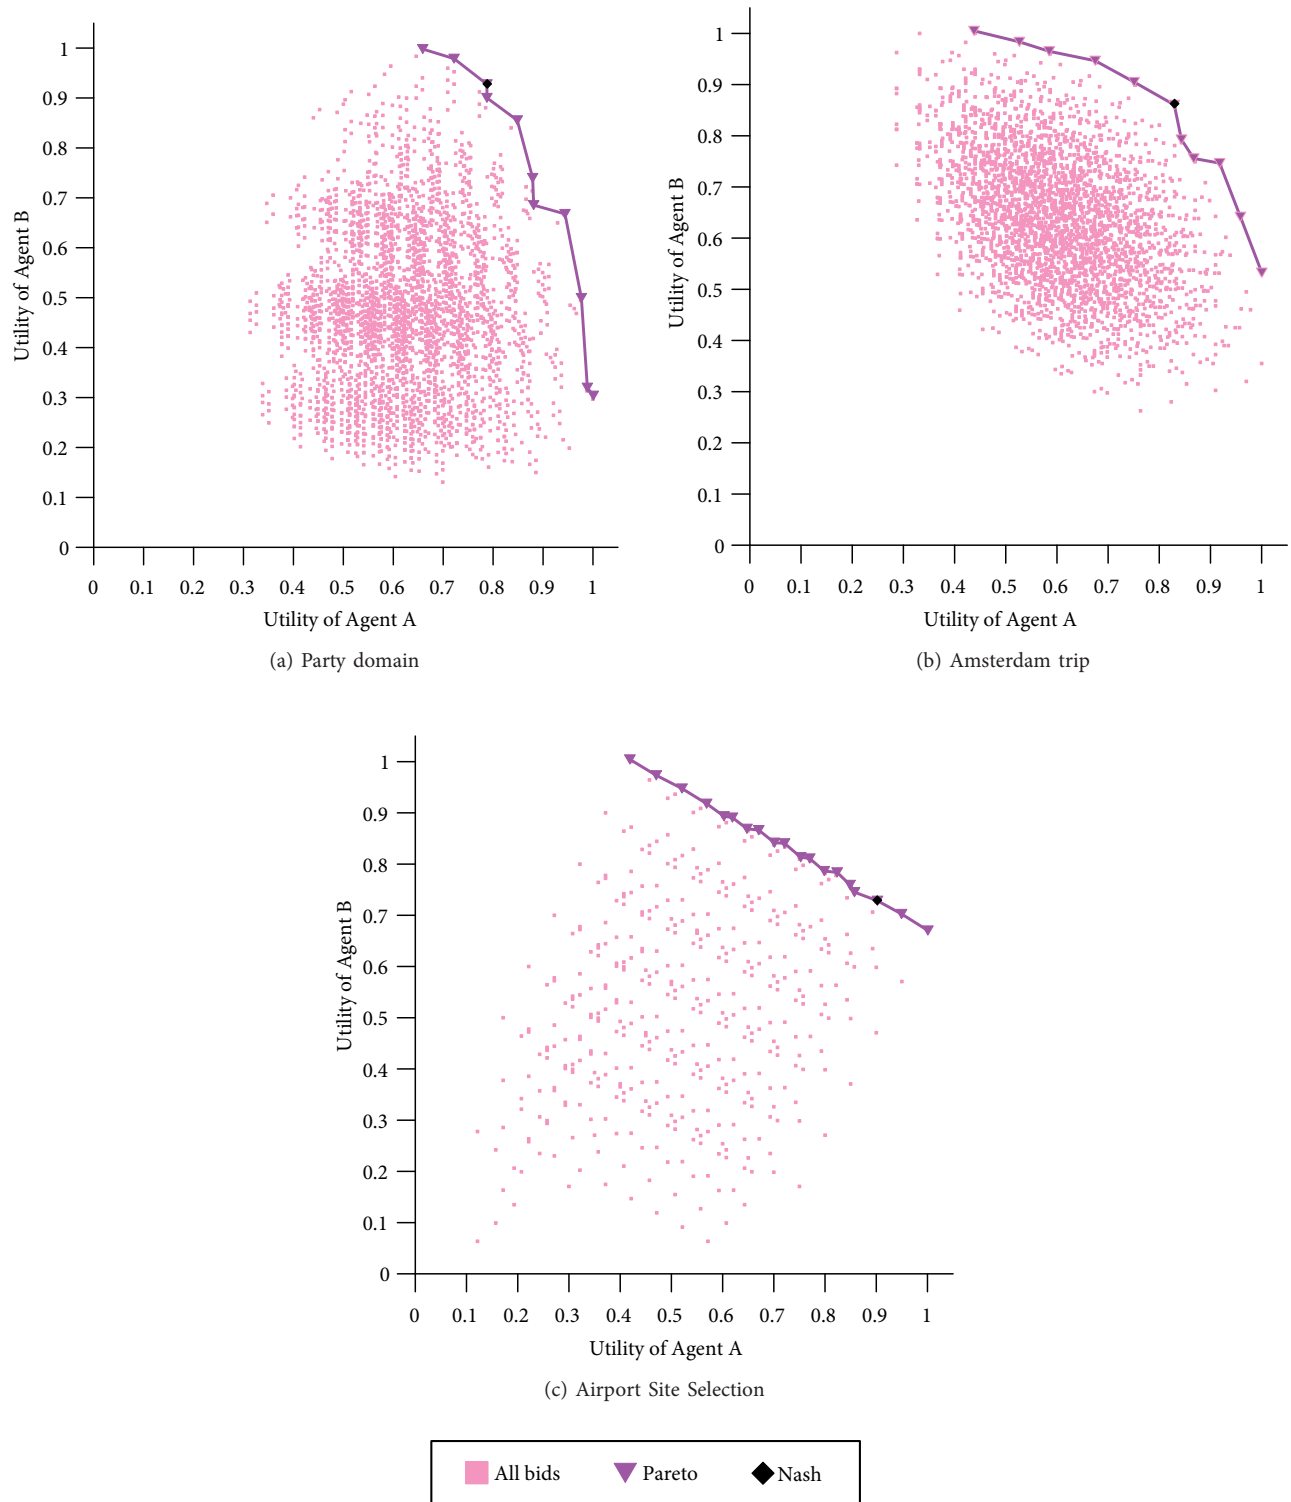 1
0.9
0.8
0.7
0.6
0.5
0.4
0.3
0.2
0.1
0
Utility of Agent B
0 0.1 0.2 0.3 0.4 0.5 0.6 0.7 0.8 0.9 1
Utility of Agent A
(a) Party domain
1
0.9
0.8
0.7
0.6
0.5
0.4
0.3
0.2
0.1
0
Utility of Agent B
0 0.1 0.2 0.3 0.4 0.5 0.6 0.7 0.8 0.9 1
Utility of Agent A
(b) Amsterdam trip
1
0.9
0.8
0.7
0.6
0.5
0.4
0.3
0.2
0.1
0
Utility of Agent B
0 0.1 0.2 0.3 0.4 0.5 0.6 0.7 0.8 0.9 1
Utility of Agent A
(c) Airport Site Selection
All bids Pareto Nash